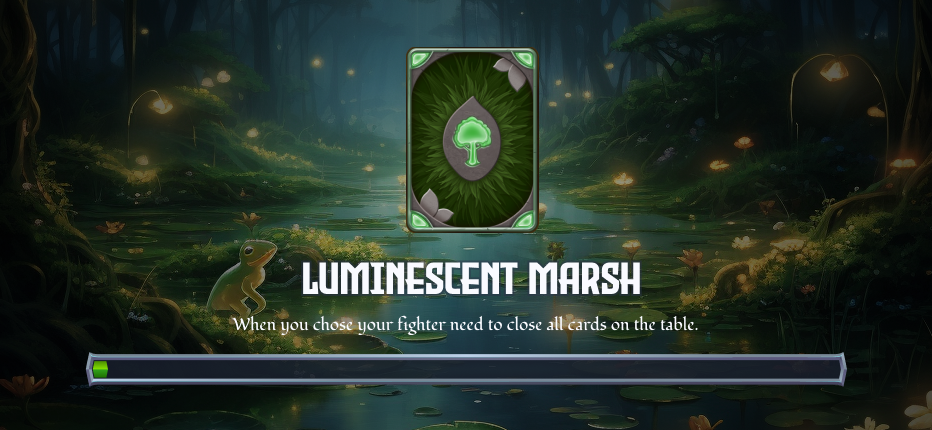 LUMINESCENT MARSH
When you chose your fighter need to close all cards on the table.